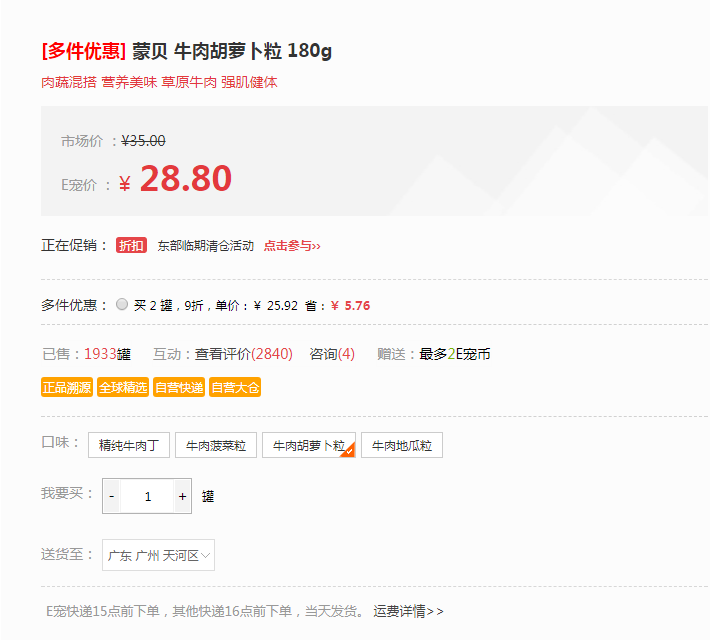 [多件优惠] 蒙贝 牛肉胡萝卜粒 180g
肉蔬混搭 营养美味 草原牛肉 强肌健体
市场价 ：¥35.00
E宠价 ：¥ 28.80
正在促销： 折扣 东部临期清仓活动 点击参与››
多件优惠： 买 2 罐，9折，单价：¥ 25.92 省：¥ 5.76
已售：1933罐 互动：查看评价(2840) 咨询(4) 赠送：最多2E宠币
正品溯源 全球精选 自营快递 自营大仓
口味： 精纯牛肉丁 牛肉菠菜粒 牛肉胡萝卜粒 牛肉地瓜粒
我要买： - 1 + 罐
送货至： 广东 广州 天河区
E宠快递15点前下单，其他快递16点前下单，当天发货。 运费详情>>